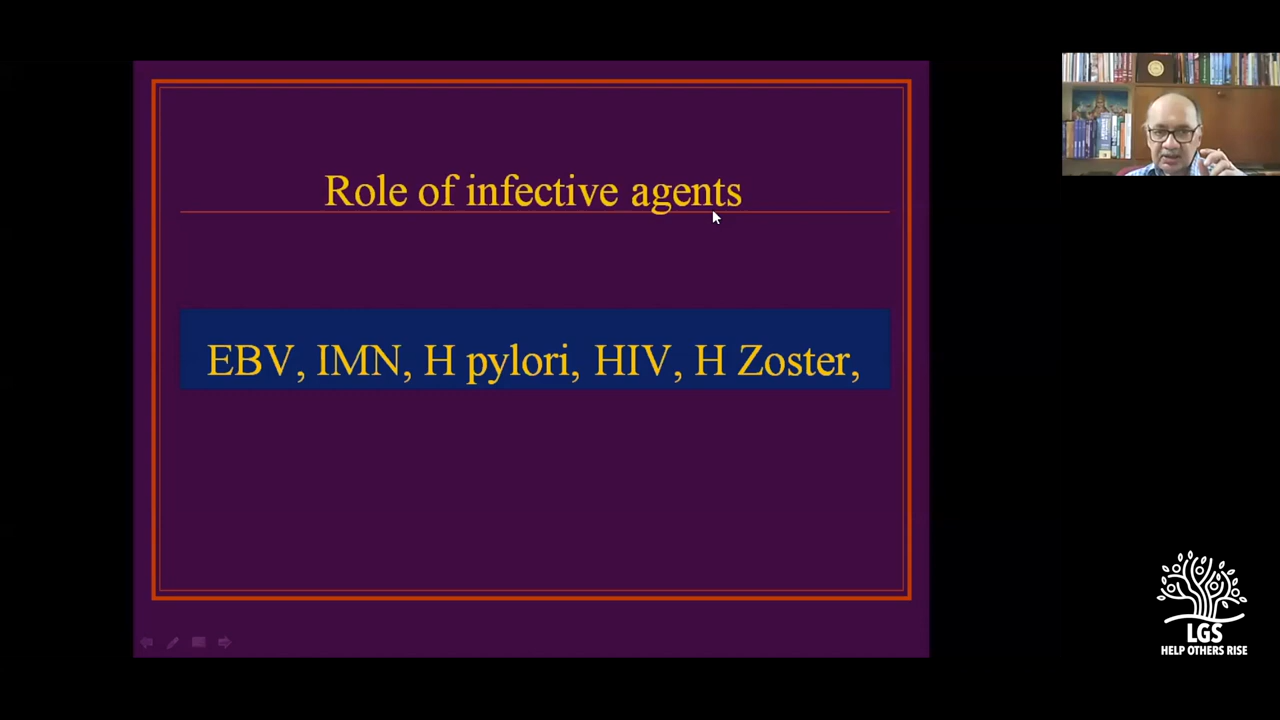 Role of infective agents
EBV, IMN, H pylori, HIV, H Zoster,
LGS
HELP OTHERS RISE